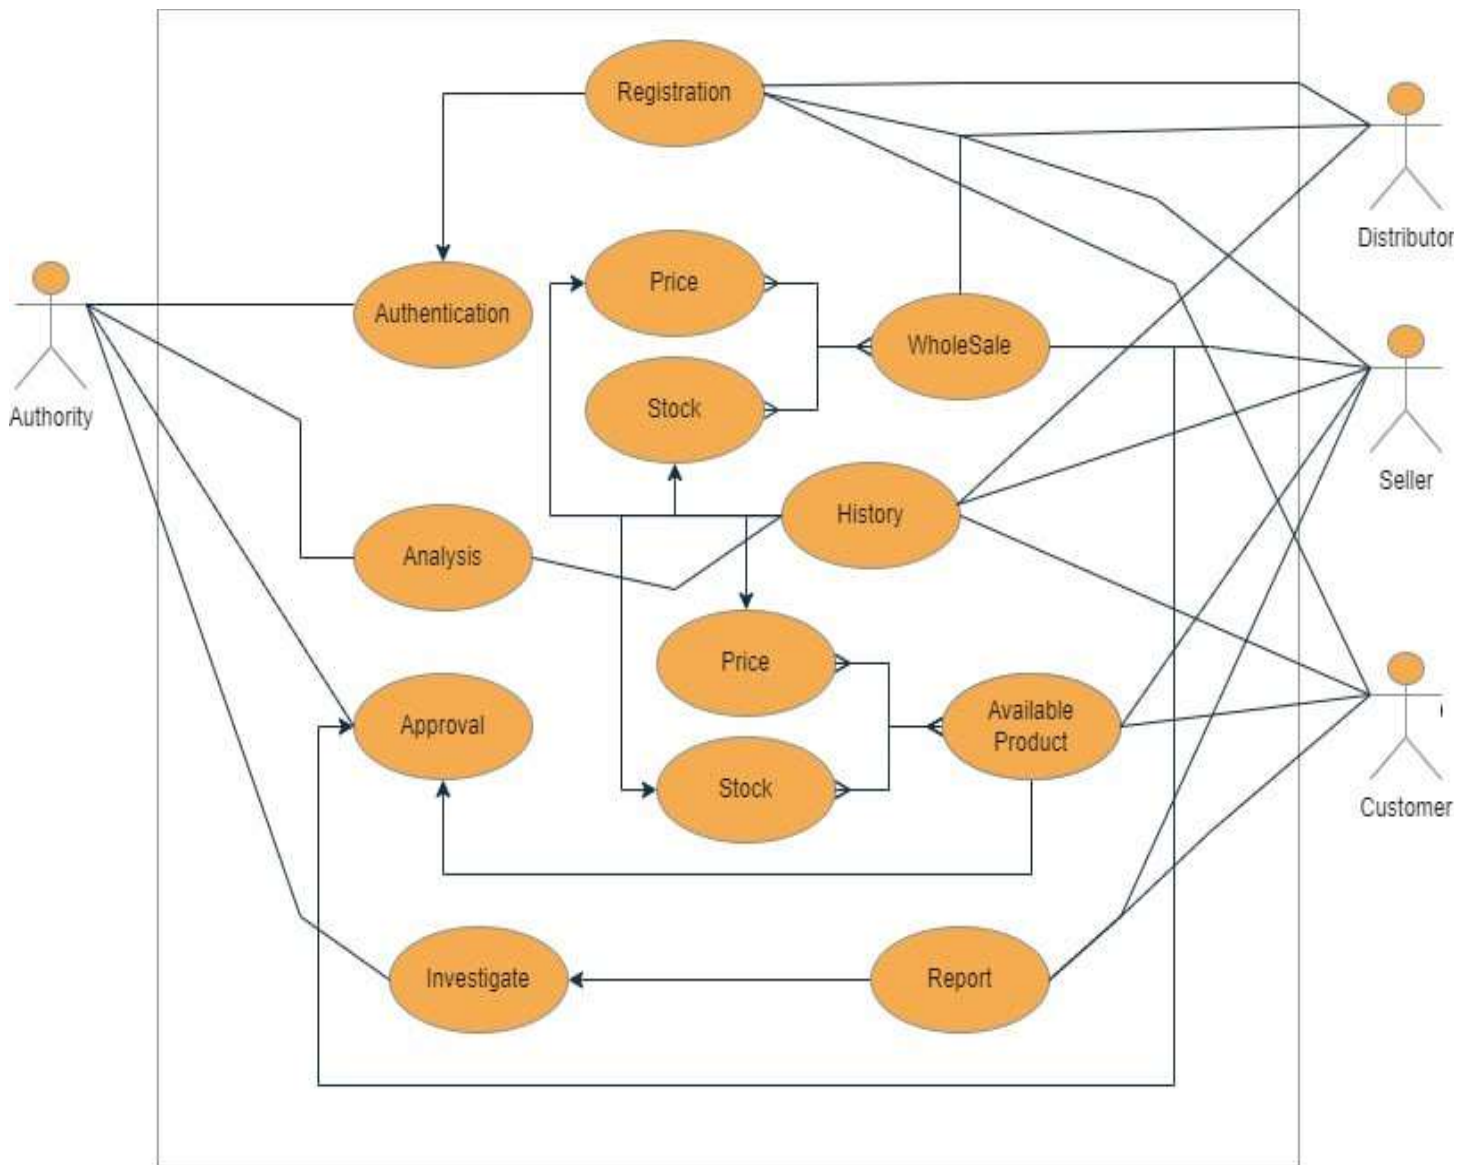 Registration
Distributor
Price
Authentication
WholeSale
Authority
Stock
Seller
History
Analysis
Price
Available
Product
Approval
Stock
Customer
Investigate
Report